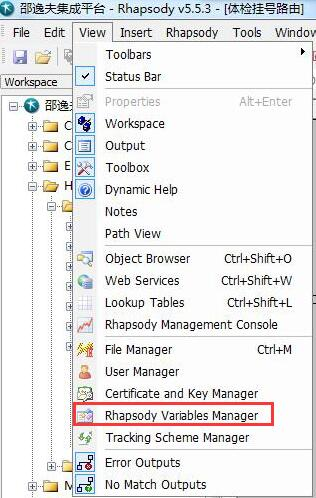 邵逸夫集成平台 - Rhapsody v5.5.3 - [体检挂号路由]
File Edit View Insert Rhapsody Tools Window
Toolbars
Status Bar
Workspace
Properties Alt+Enter
邵逸夫
Workspace
Output
Toolbox
Dynamic Help
Notes
Path View
Object Browser Ctrl+Shift+O
Web Services Ctrl+Shift+W
Lookup Tables Ctrl+Shift+L
Rhapsody Management Console
File Manager Ctrl+M
User Manager
Certificate and Key Manager
Rhapsody Variables Manager
Tracking Scheme Manager
Error Outputs
No Match Outputs